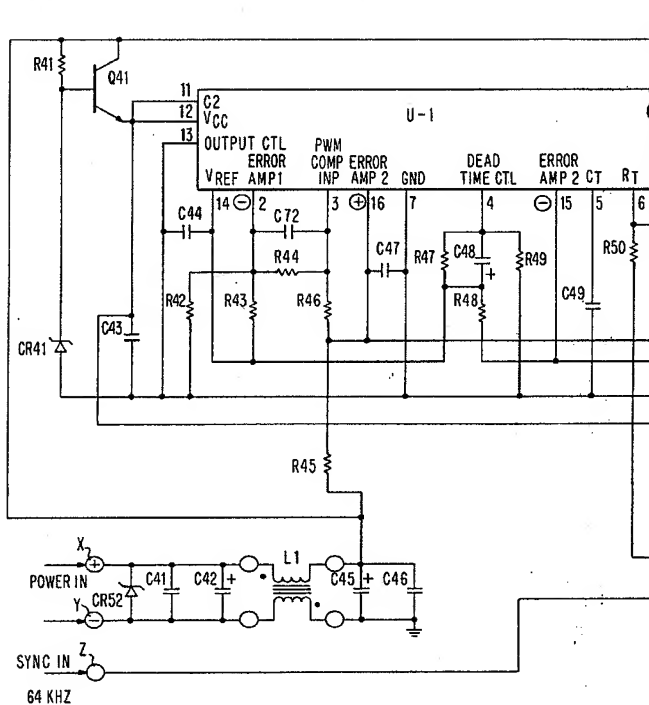 R41
Q41
11
C2
U-1
12
VCC
13
OUTPUT CTL
PWM
VREF
ERROR
AMP1
COMP
INP
ERROR
AMP 2
GND
DEAD
TIME CTL
ERROR
AMP 2
CT
RT
14
−
2
3
+
16
7
4
−
15
5
6
C44
C72
C47
R47
C48
+
R49
R50
R44
R42
R43
R46
R48
C49
CR41
C43
R45
X
+
L1
POWER IN
CR52
C41
C42
+
C45
+
C46
Y
−
SYNC IN
Z
64 KHZ